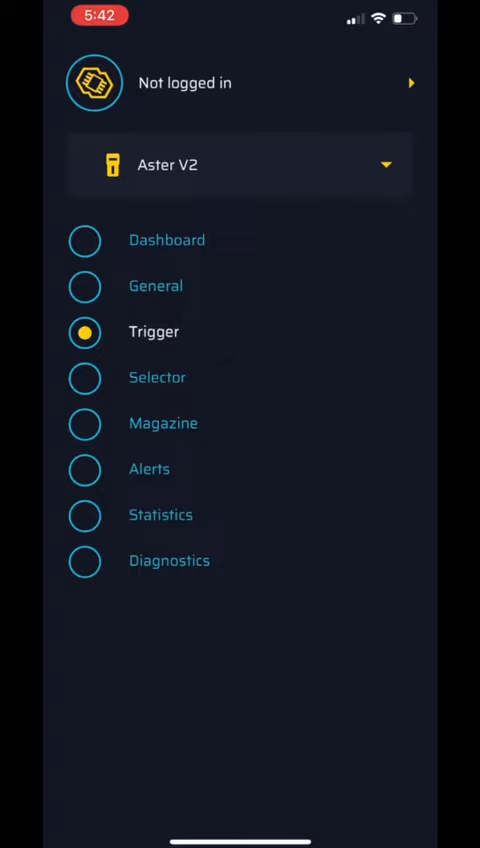 5:42
Not logged in
Aster V2
Dashboard
General
Trigger
Selector
Magazine
Alerts
Statistics
Diagnostics